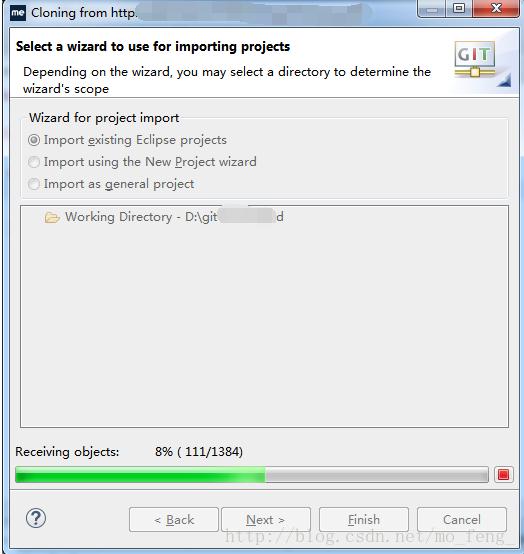 me Cloning from http:
Select a wizard to use for importing projects
Depending on the wizard, you may select a directory to determine the
wizard's scope
GIT
Wizard for project import
Import existing Eclipse projects
Import using the New Project wizard
Import as general project
Working Directory - D:\git d
Receiving objects: 8% ( 111/1384)
< Back Next > Finish Cancel
http://blog.csdn.net/mo_feng_